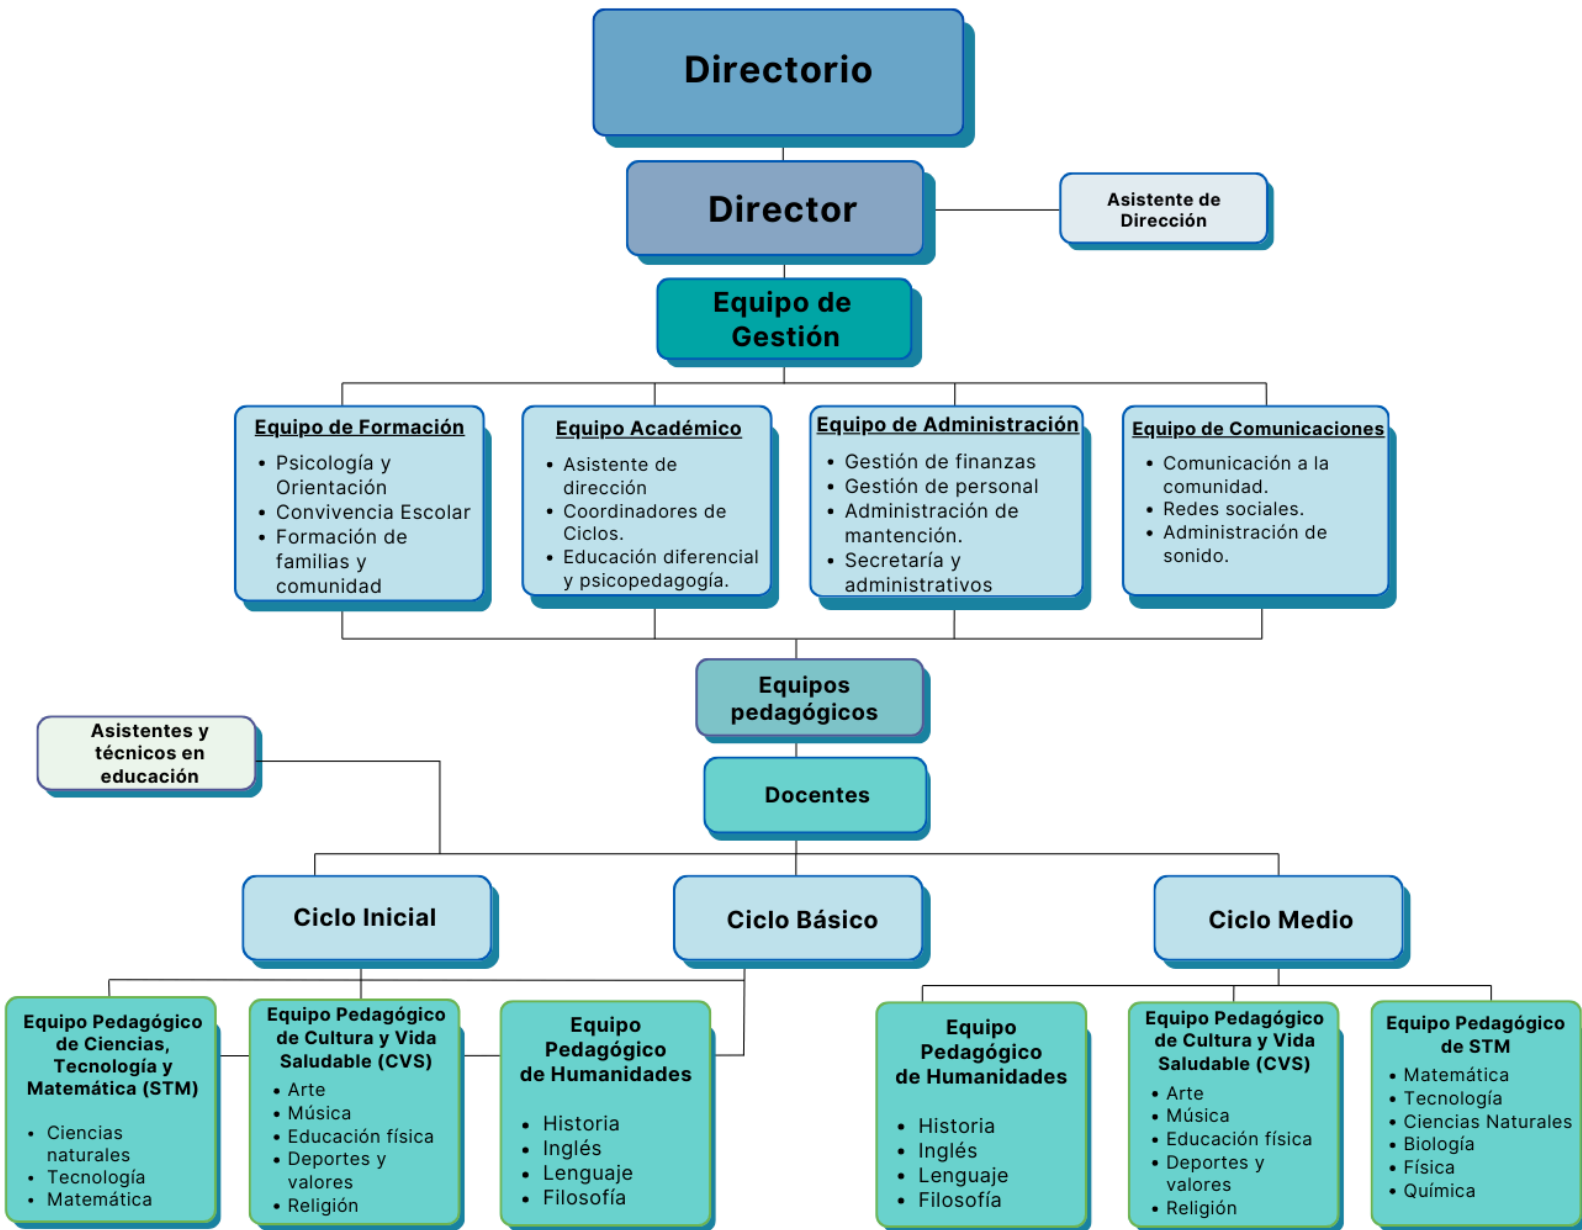 Directorio
Director
Asistente de
Dirección
Equipo de
Gestión
Equipo de Formación
• Psicología y
Orientación
• Convivencia Escolar
• Formación de
familias y
comunidad
Equipo Académico
• Asistente de
dirección
• Coordinadores de
Ciclos.
• Educación diferencial
y psicopedagogía.
Equipo de Administración
• Gestión de finanzas
• Gestión de personal
• Administración de
mantención.
• Secretaría y
administrativos
Equipo de Comunicaciones
• Comunicación a la
comunidad.
• Redes sociales.
• Administración de
sonido.
Equipos
pedagógicos
Asistentes y
técnicos en
educación
Docentes
Ciclo Inicial
Ciclo Básico
Ciclo Medio
Equipo Pedagógico
de Ciencias,
Tecnología y
Matemática (STM)
• Ciencias
naturales
• Tecnología
• Matemática
Equipo Pedagógico
de Cultura y Vida
Saludable (CVS)
• Arte
• Música
• Educación física
• Deportes y
valores
• Religión
Equipo
Pedagógico
de Humanidades
• Historia
• Inglés
• Lenguaje
• Filosofía
Equipo
Pedagógico
de Humanidades
• Historia
• Inglés
• Lenguaje
• Filosofía
Equipo Pedagógico
de Cultura y Vida
Saludable (CVS)
• Arte
• Música
• Educación física
• Deportes y
valores
• Religión
Equipo Pedagógico
de STM
• Matemática
• Tecnología
• Ciencias Naturales
• Biología
• Física
• Química